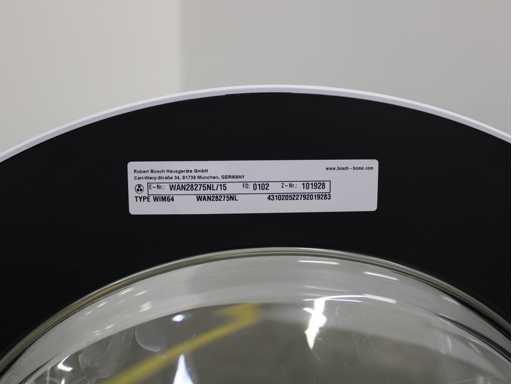 Robert Bosch Hausgeräte GmbH www.bosch-home.com
Carl-Wery-Straße 34, 81739 München, GERMANY
E-Nr.: WAN28275NL/15 FD: 0102 Z-Nr.: 101928
TYPE WIM64 WAN28275NL 431020522792019283